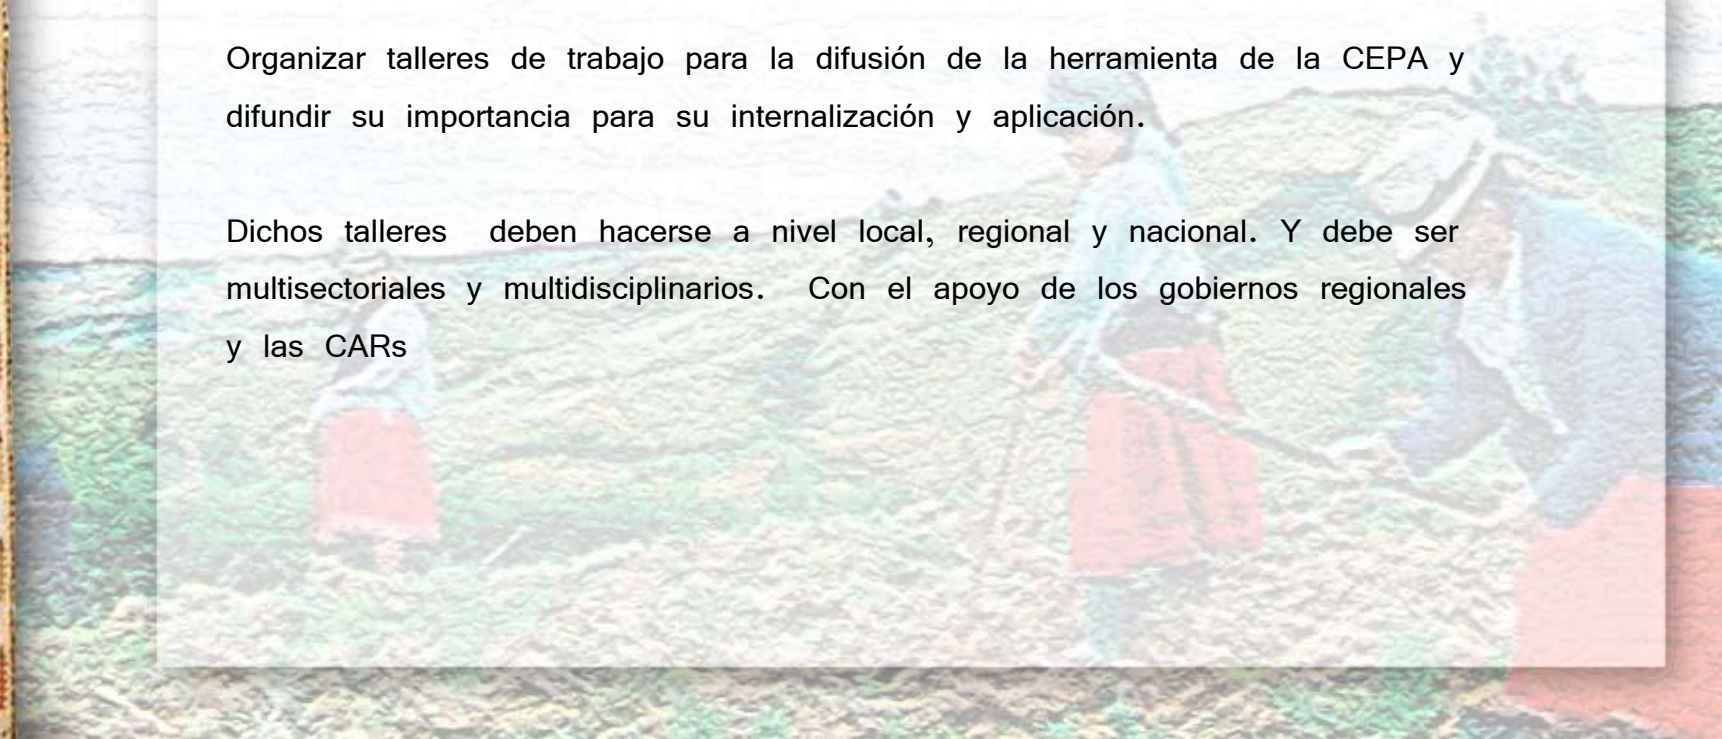 Organizar talleres de trabajo para la difusión de la herramienta de la CEPA y
difundir su importancia para su internalización y aplicación.
Dichos talleres deben hacerse a nivel local, regional y nacional. Y debe ser
multisectoriales y multidisciplinarios. Con el apoyo de los gobiernos regionales
y las CARs